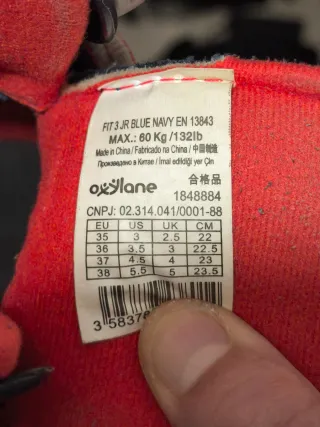 FIT 3 JR BLUE NAVY EN 13843
MAX.: 60 Kg /132lb
Made in China / Fabricado na China / 中国制造
Произведено в Китае / Imal edildiği yer Çin
oxylane 合格品
1848884
CNPJ: 02.314.041/0001-88
EU US UK CM
35 3 2.5 22
36 3.5 3 22.5
37 4.5 4 23
38 5.5 5 23.5
3 58378